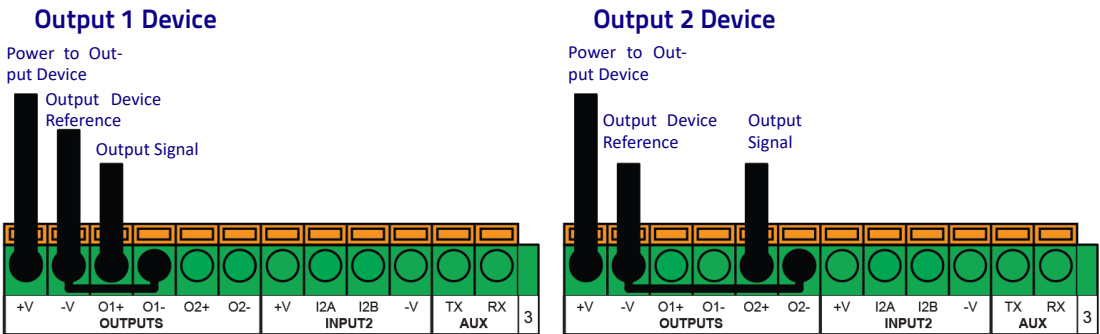 Output 1 Device
Power to Out-
put Device
Output Device
Reference
Output Signal
+V -V O1+ O1- O2+ O2- +V I2A I2B -V TX RX 3
OUTPUTS INPUT2 AUX
Output 2 Device
Power to Out-
put Device
Output Device
Reference
Output
Signal
+V -V O1+ O1- O2+ O2- +V I2A I2B -V TX RX 3
OUTPUTS INPUT2 AUX